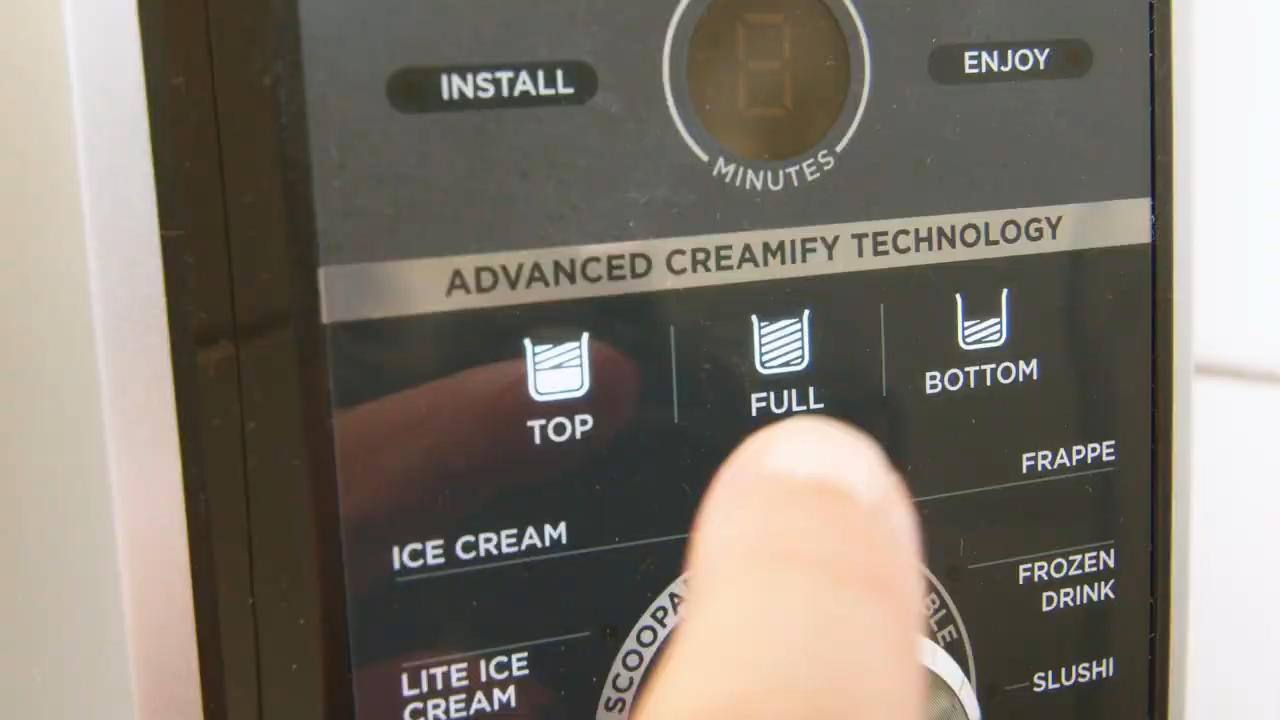 INSTALL
ENJOY
MINUTES
ADVANCED CREAMIFY TECHNOLOGY
TOP
FULL
BOTTOM
FRAPPE
ICE CREAM
FROZEN
DRINK
LITE ICE
CREAM
SLUSHI